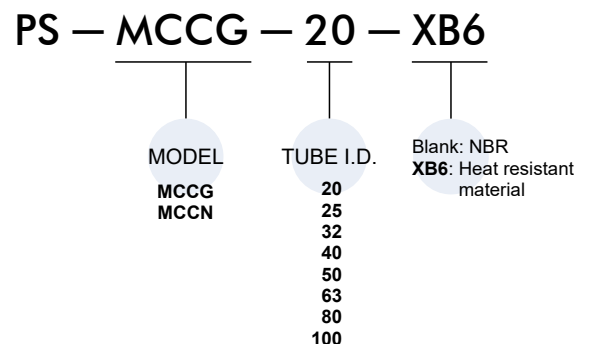 PS — MCCG — 20 — XB6
MODEL
MCCG
MCCN
TUBE I.D.
20
25
32
40
50
63
80
100
Blank: NBR
XB6: Heat resistant
material